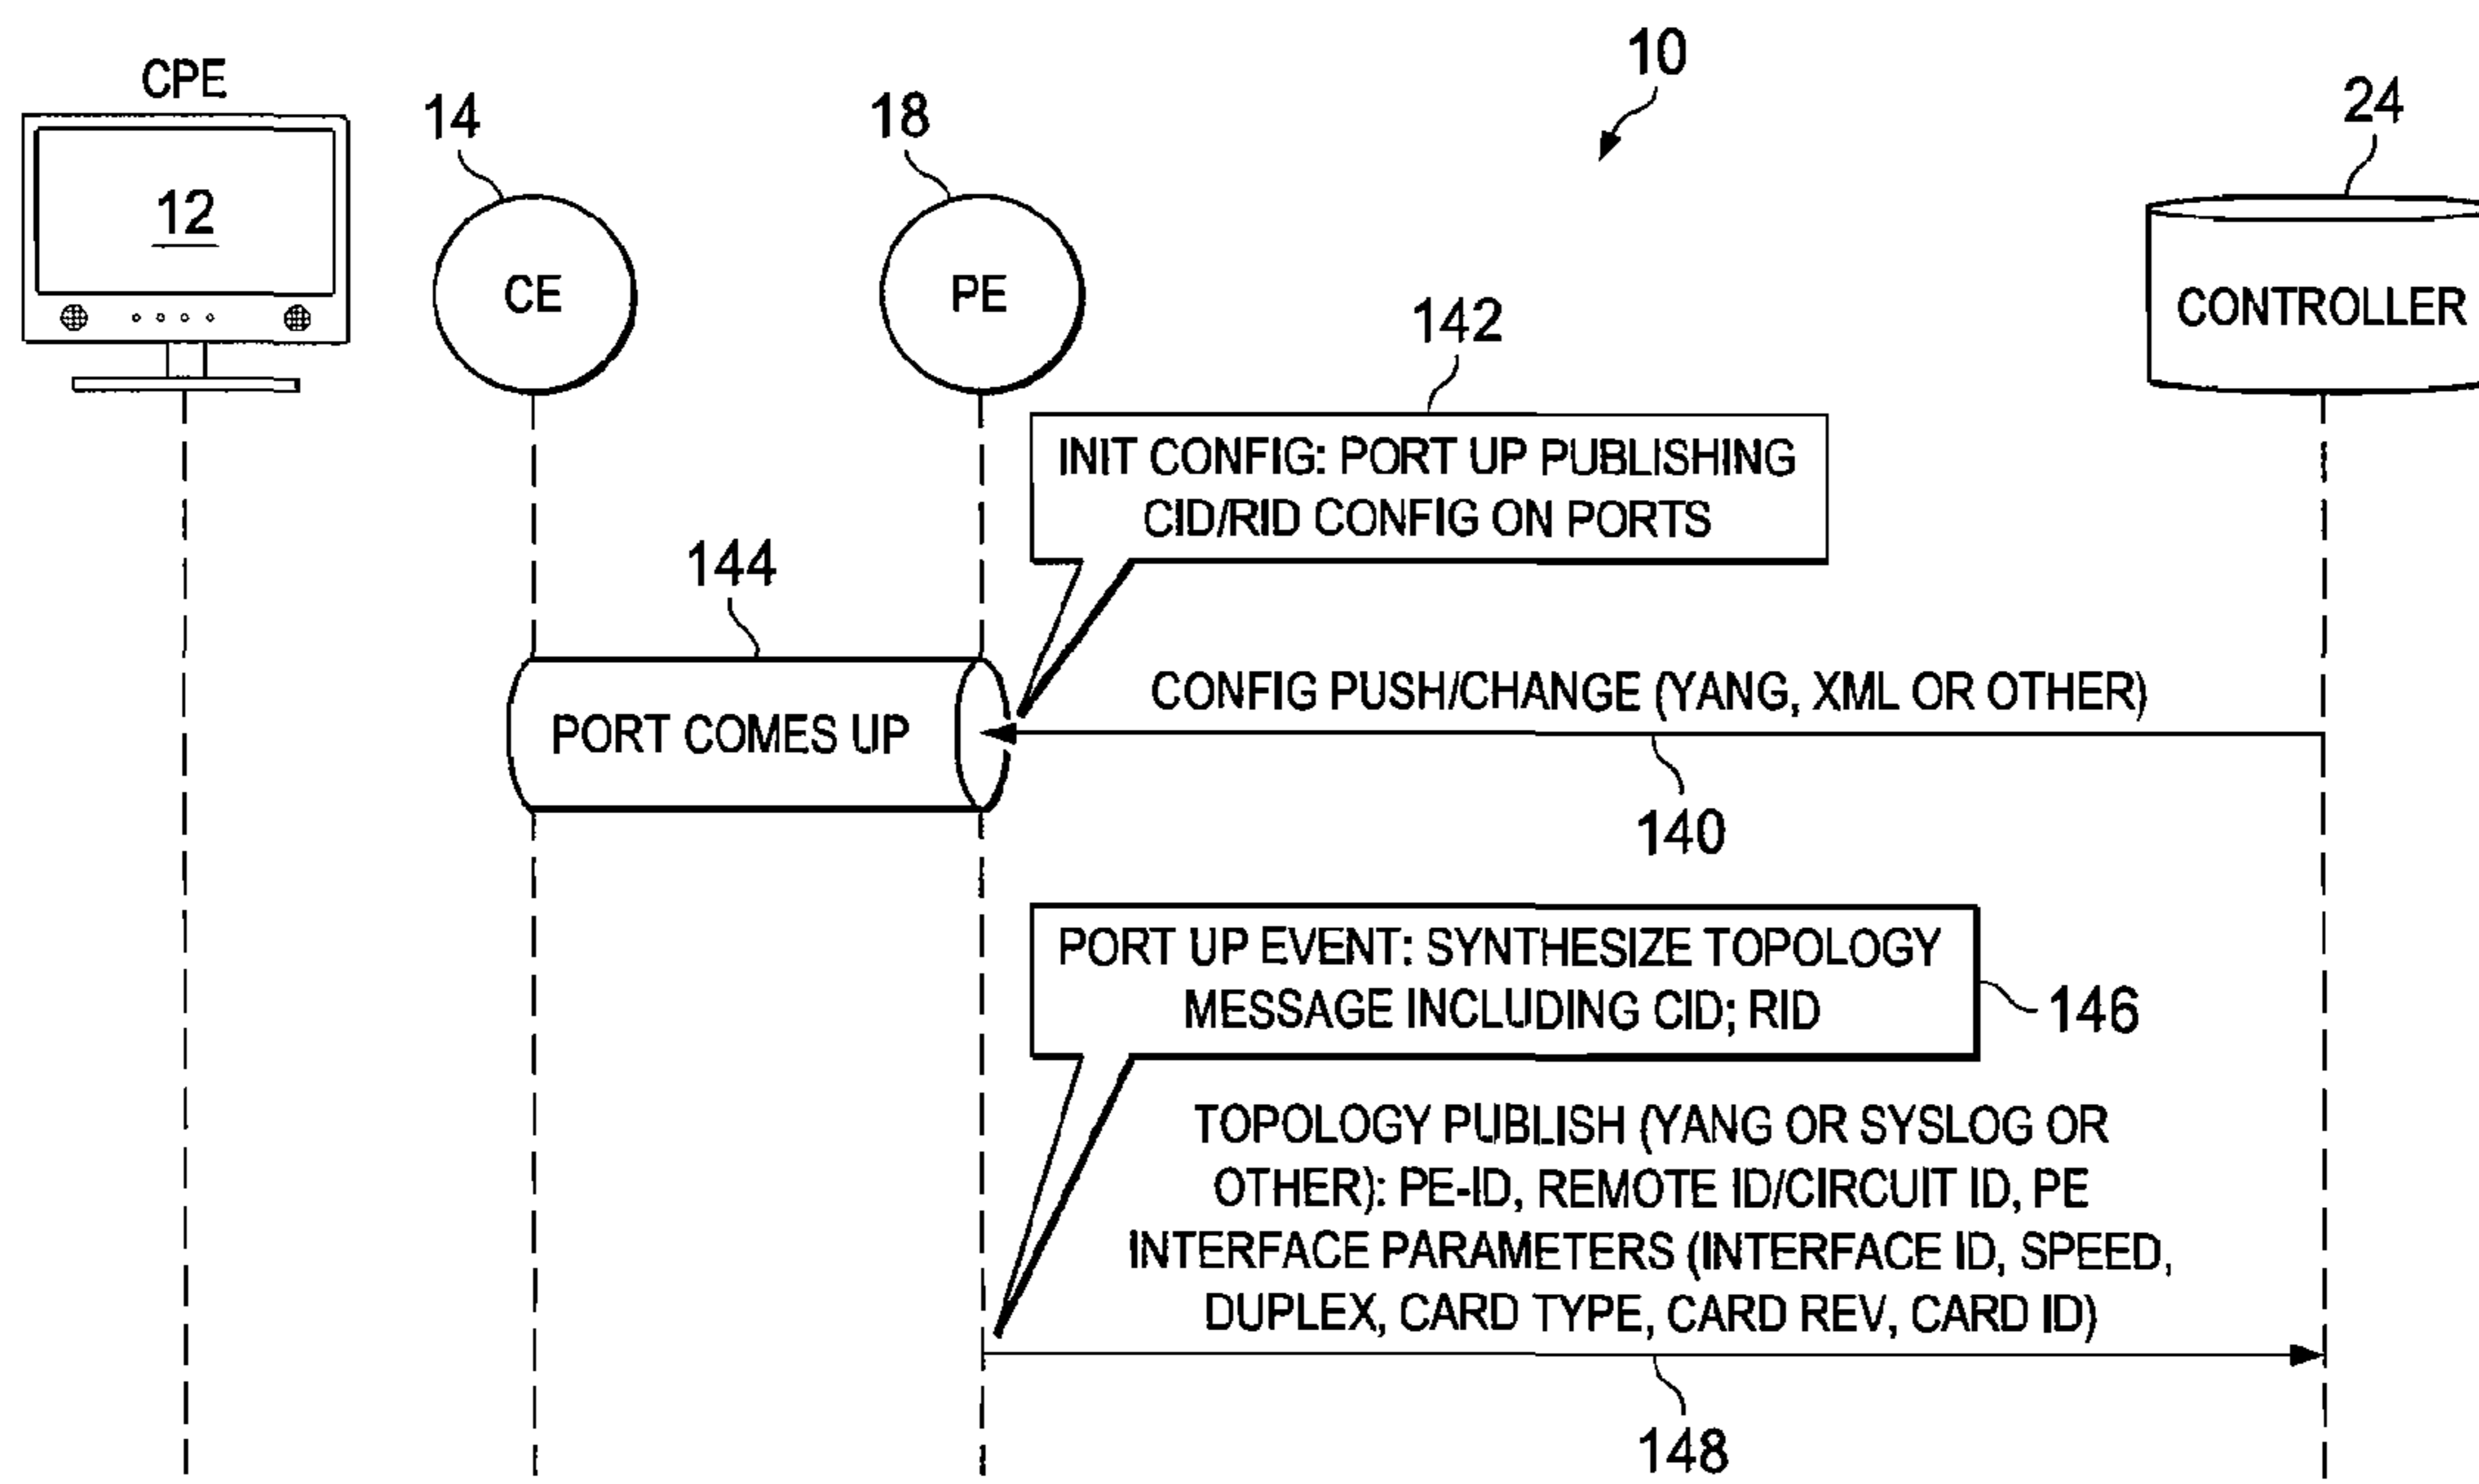 10
CPE
14
18
24
12
CE
PE
CONTROLLER
142
INIT CONFIG: PORT UP PUBLISHING
CID/RID CONFIG ON PORTS
144
PORT COMES UP
CONFIG PUSH/CHANGE (YANG, XML OR OTHER)
140
PORT UP EVENT: SYNTHESIZE TOPOLOGY
MESSAGE INCLUDING CID; RID
146
TOPOLOGY PUBLISH (YANG OR SYSLOG OR
OTHER): PE-ID, REMOTE ID/CIRCUIT ID, PE
INTERFACE PARAMETERS (INTERFACE ID, SPEED,
DUPLEX, CARD TYPE, CARD REV, CARD ID)
148